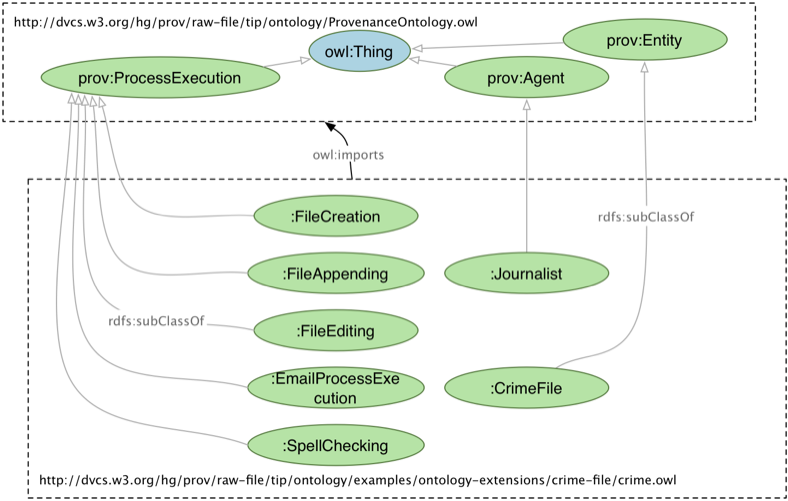 http://dvcs.w3.org/hg/prov/raw-file/tip/ontology/ProvenanceOntology.owl
owl:Thing
prov:Entity
prov:ProcessExecution
prov:Agent
owl:imports
:FileCreation
rdfs:subClassOf
:FileAppending
:Journalist
rdfs:subClassOf
:FileEditing
:EmailProcessExe
cution
:CrimeFile
:SpellChecking
http://dvcs.w3.org/hg/prov/raw-file/tip/ontology/examples/ontology-extensions/crime-file/crime.owl